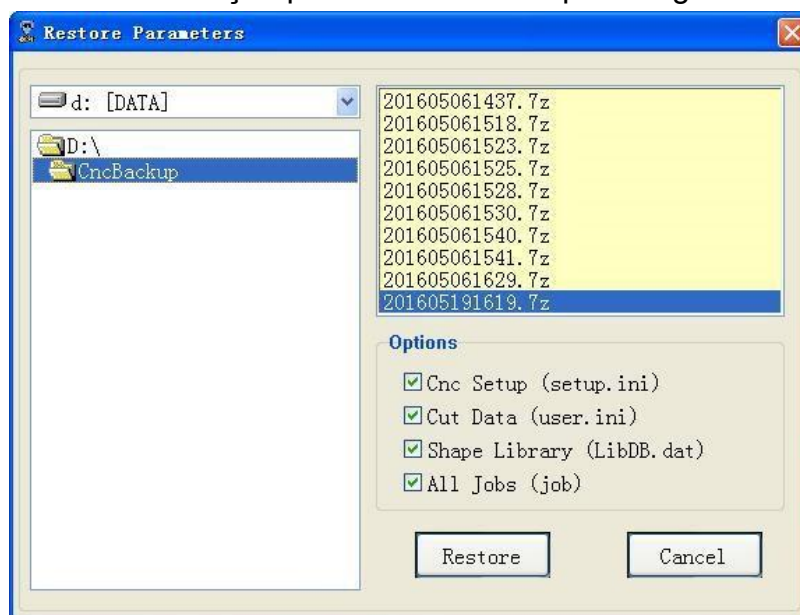 Restore Parameters
d: [DATA]
D:\
CncBackup
201605061437.7z
201605061518.7z
201605061523.7z
201605061525.7z
201605061528.7z
201605061530.7z
201605061540.7z
201605061541.7z
201605061629.7z
201605191619.7z
Options
Cnc Setup (setup.ini)
Cut Data (user.ini)
Shape Library (LibDB.dat)
All Jobs (job)
Restore
Cancel